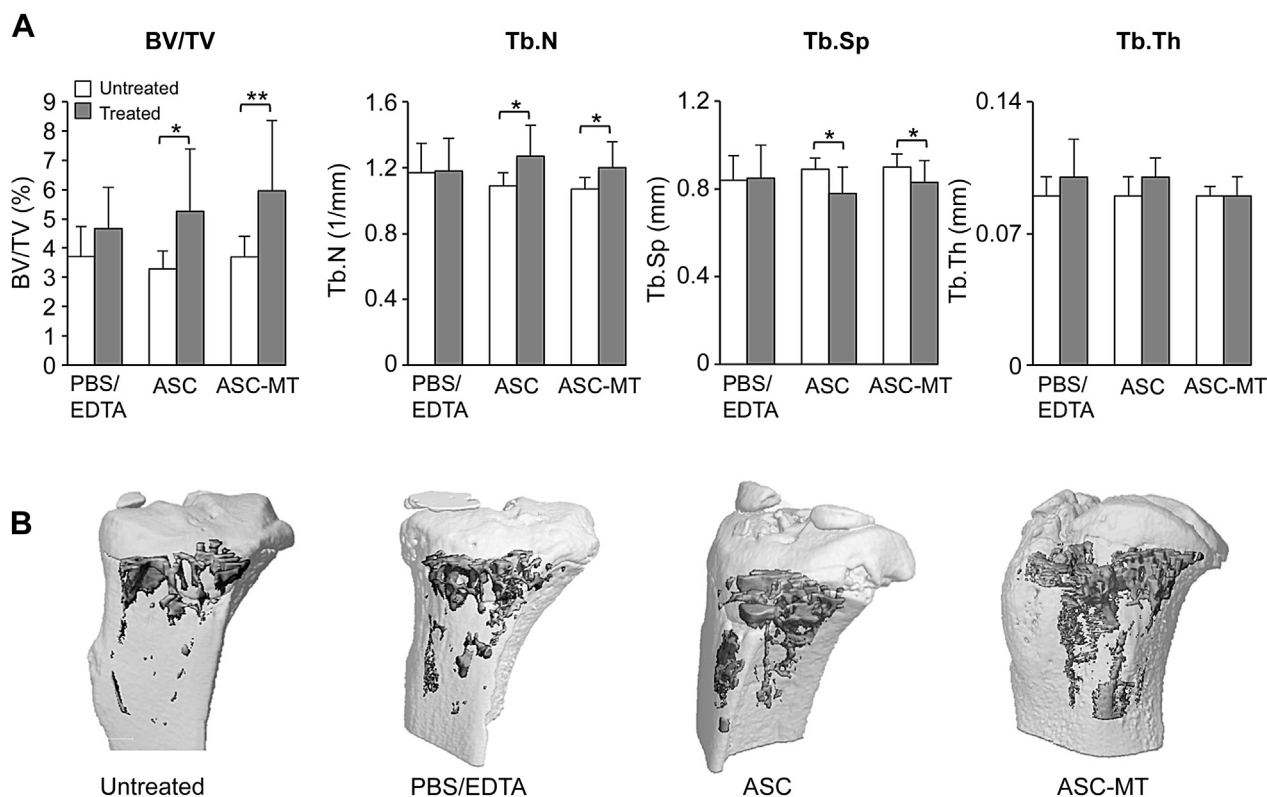 A
BV/TV
Tb.N
Tb.Sp
Tb.Th
Untreated
Treated
BV/TV (%)
9
8
7
6
5
4
3
2
1
0
*
**
PBS/
EDTA
ASC
ASC-MT
Tb.N (1/mm)
1.6
1.2
0.8
0.4
0
*
*
PBS/
EDTA
ASC
ASC-MT
Tb.Sp (mm)
1.2
0.8
0.4
0
*
*
PBS/
EDTA
ASC
ASC-MT
Tb.Th (mm)
0.14
0.07
0
PBS/
EDTA
ASC
ASC-MT
B
Untreated
PBS/EDTA
ASC
ASC-MT